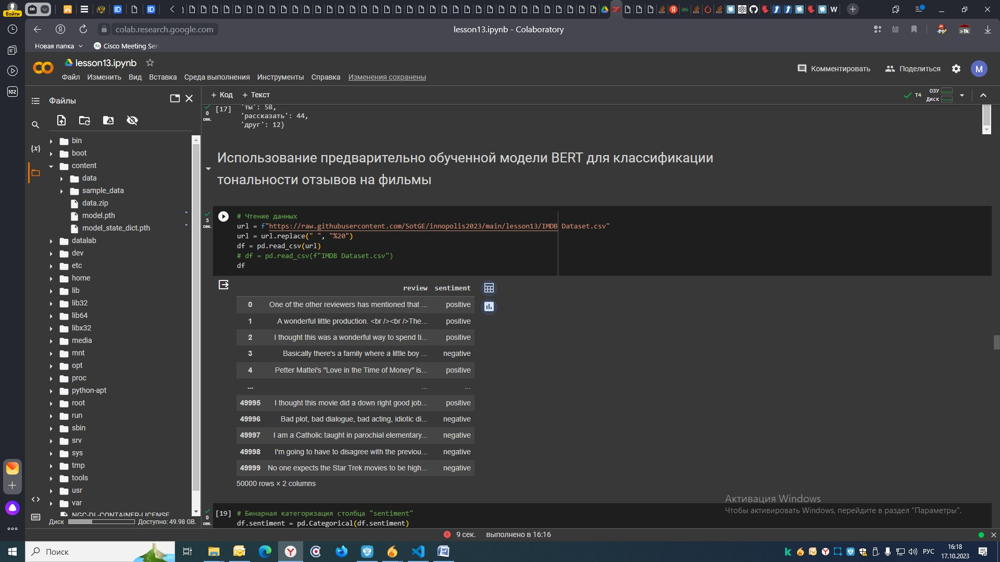 Войти
colab.research.google.com
lesson13.ipynb - Colaboratory
>1k
Новая папка
Cisco Meeting Ser
102
lesson13.ipynb
Файл Изменить Вид Вставка Среда выполнения Инструменты Справка Изменения сохранены
Комментировать
Поделиться
M
Файлы
+ Код + Текст
T4
ОЗУ
Диск
bin
boot
content
data
sample_data
data.zip
model.pth
model_state_dict.pth
datalab
dev
etc
home
lib
lib32
lib64
libx32
media
mnt
opt
proc
python-apt
root
run
sbin
srv
sys
tmp
tools
usr
var
NGC-DL-CONTAINER-LICENSE
Диск
Доступно: 49.98 GB.
0
сек.
[17]
'ты': 58,
'рассказать': 44,
'друг': 12}
Использование предварительно обученной модели BERT для классификации
тональности отзывов на фильмы
5
сек.
# Чтение данных
url = f"https://raw.githubusercontent.com/SotGE/innopolis2023/main/lesson13/IMDB Dataset.csv"
url = url.replace(" ", "%20")
df = pd.read_csv(url)
# df = pd.read_csv(f"IMDB Dataset.csv")
df
review sentiment
0 One of the other reviewers has mentioned that ... positive
1 A wonderful little production. <br /><br />The... positive
2 I thought this was a wonderful way to spend ti... positive
3 Basically there's a family where a little boy ... negative
4 Petter Mattei's "Love in the Time of Money" is... positive
... ... ...
49995 I thought this movie did a down right good job... positive
49996 Bad plot, bad dialogue, bad acting, idiotic di... negative
49997 I am a Catholic taught in parochial elementary... negative
49998 I'm going to have to disagree with the previou... negative
49999 No one expects the Star Trek movies to be high... negative
50000 rows × 2 columns
0
сек.
[19]
# Бинарная категоризация столбца "sentiment"
df.sentiment = pd.Categorical(df.sentiment)
Активация Windows
Чтобы активировать Windows, перейдите в раздел "Параметры".
9 сек. выполнено в 16:16
Поиск
РУС
16:18
17.10.2023